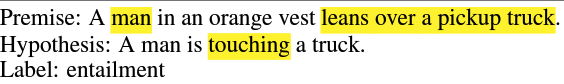 Premise: A man in an orange vest leans over a pickup truck.
Hypothesis: A man is touching a truck.
Label: entailment